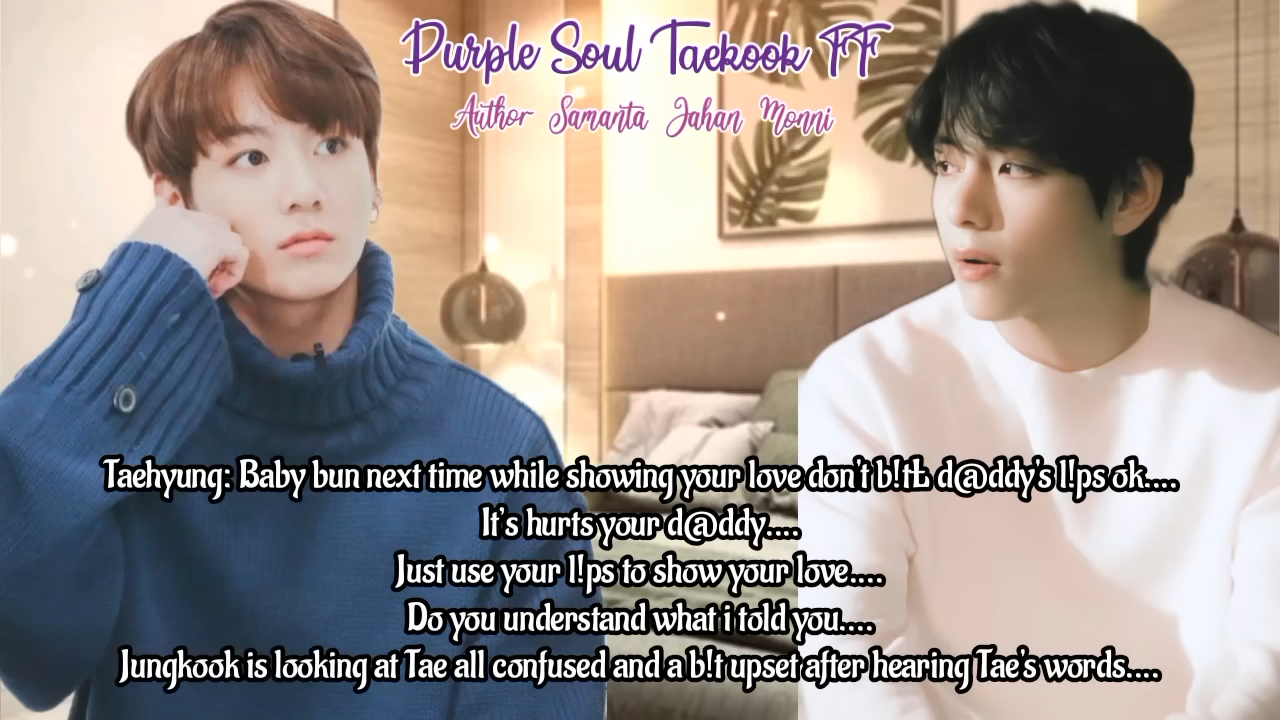 Purple Soul Taekook FF
Author Samanta Jahan Monni
Taehyung: Baby bun next time while showing your love don't b!tL d@ddy's l!ps ok....
It's hurts your d@ddy....
Just use your l!ps to show your love....
Do you understand what i told you....
Jungkook is looking at Tae all confused and a b!t upset after hearing Tae's words....